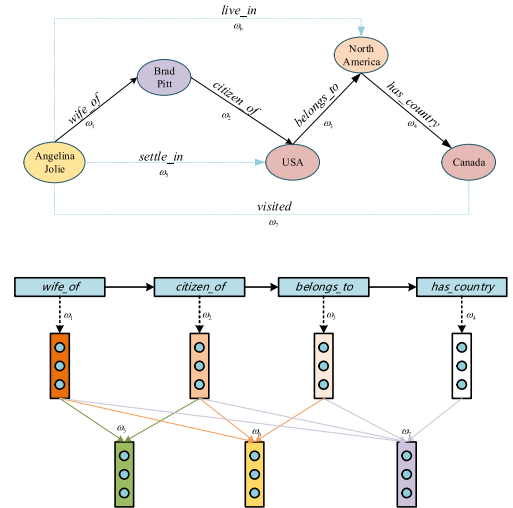 live_in
ω₆
North
America
Brad
Pitt
wife_of
ω₁
citizen_of
ω₂
belongs_to
ω₃
has_country
ω₄
Angelina
Jolie
settle_in
ω₅
USA
Canada
visited
ω₇
wife_of
citizen_of
belongs_to
has_country
ω₁
ω₂
ω₃
ω₄
ω₅
ω₆
ω₇